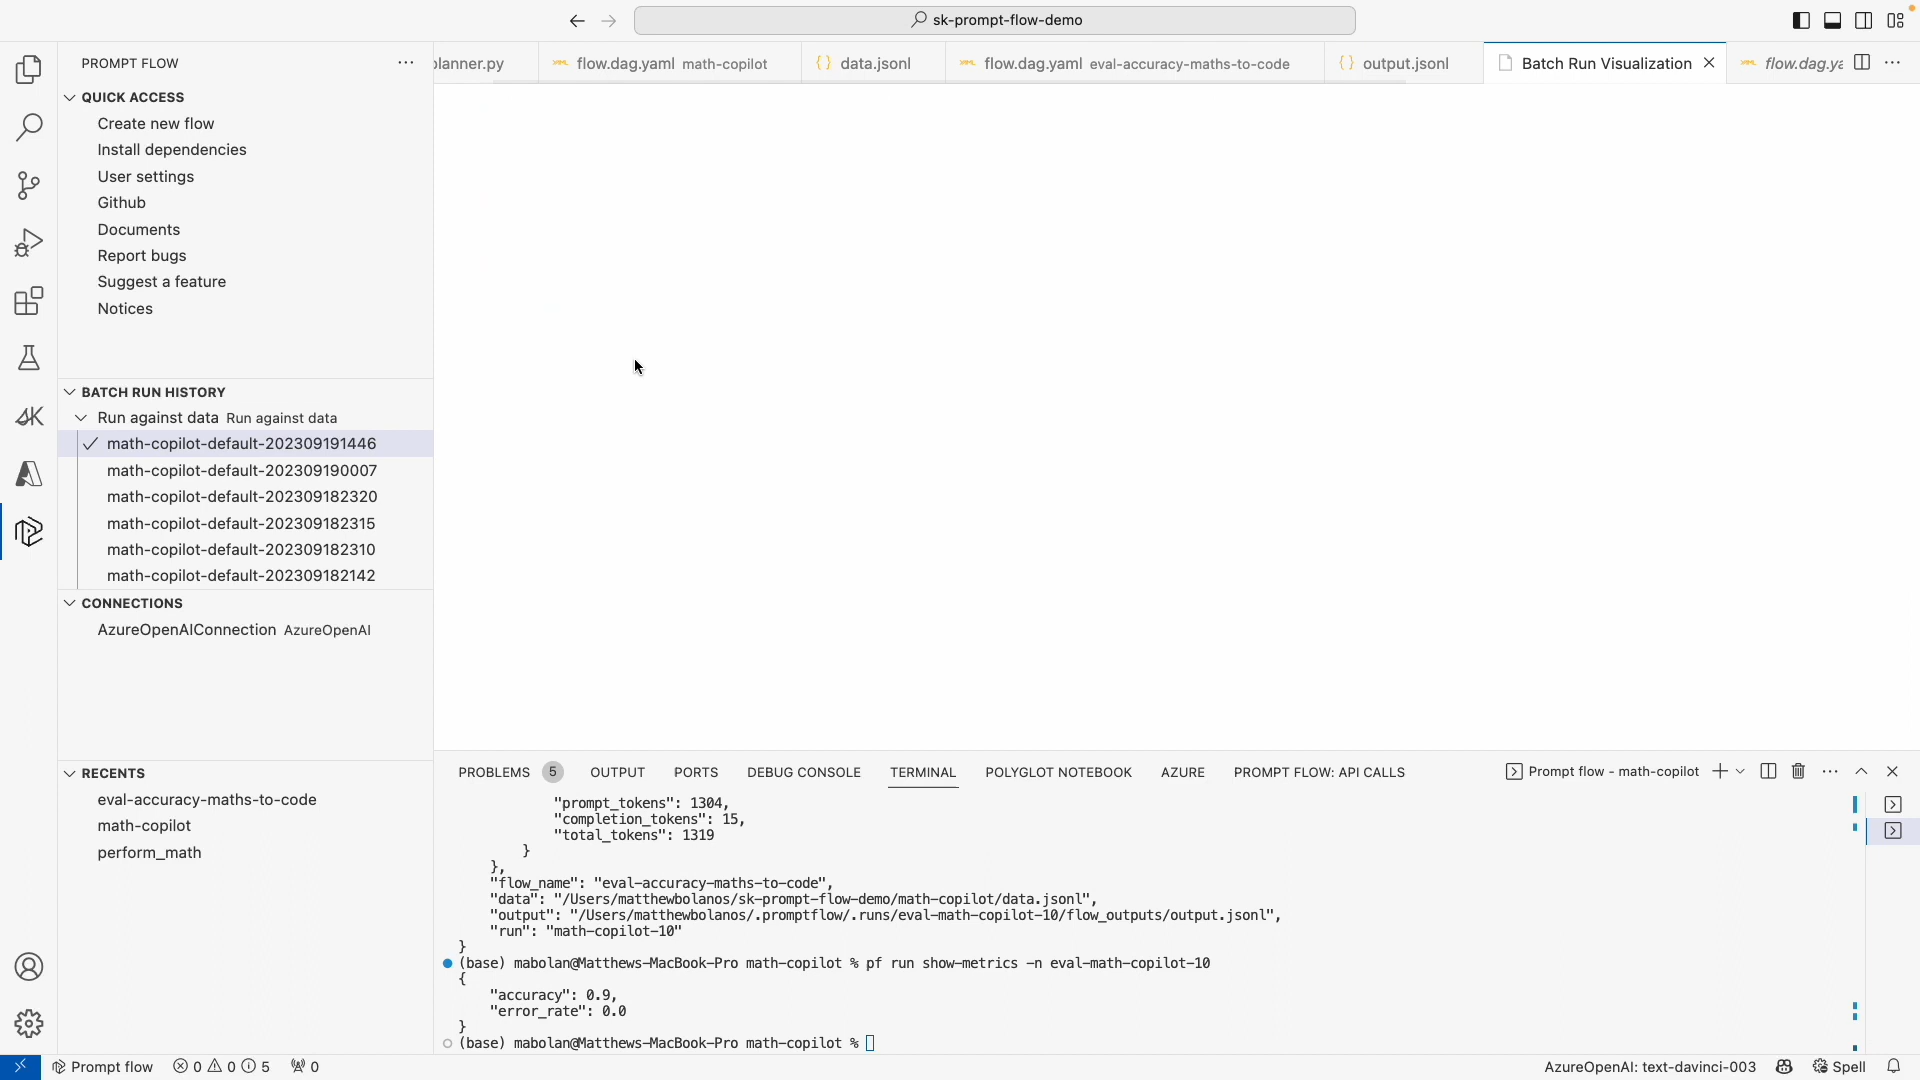 sk-prompt-flow-demo
PROMPT FLOW
QUICK ACCESS
Create new flow
Install dependencies
User settings
Github
Documents
Report bugs
Suggest a feature
Notices
BATCH RUN HISTORY
Run against data Run against data
math-copilot-default-202309191446
math-copilot-default-202309190007
math-copilot-default-202309182320
math-copilot-default-202309182315
math-copilot-default-202309182310
math-copilot-default-202309182142
CONNECTIONS
AzureOpenAIConnection AzureOpenAI
RECENTS
eval-accuracy-maths-to-code
math-copilot
perform_math
olanner.py flow.dag.yaml math-copilot data.jsonl flow.dag.yaml eval-accuracy-maths-to-code output.jsonl Batch Run Visualization flow.dag.ya
PROBLEMS 5 OUTPUT PORTS DEBUG CONSOLE TERMINAL POLYGLOT NOTEBOOK AZURE PROMPT FLOW: API CALLS Prompt flow - math-copilot
"prompt_tokens": 1304,
"completion_tokens": 15,
"total_tokens": 1319
}
},
"flow_name": "eval-accuracy-maths-to-code",
"data": "/Users/matthewbolanos/sk-prompt-flow-demo/math-copilot/data.jsonl",
"output": "/Users/matthewbolanos/.promptflow/.runs/eval-math-copilot-10/flow_outputs/output.jsonl",
"run": "math-copilot-10"
}
(base) mabolan@Matthews-MacBook-Pro math-copilot % pf run show-metrics -n eval-math-copilot-10
{
"accuracy": 0.9,
"error_rate": 0.0
}
(base) mabolan@Matthews-MacBook-Pro math-copilot %
Prompt flow 0 0 5 0 AzureOpenAI: text-davinci-003 Spell